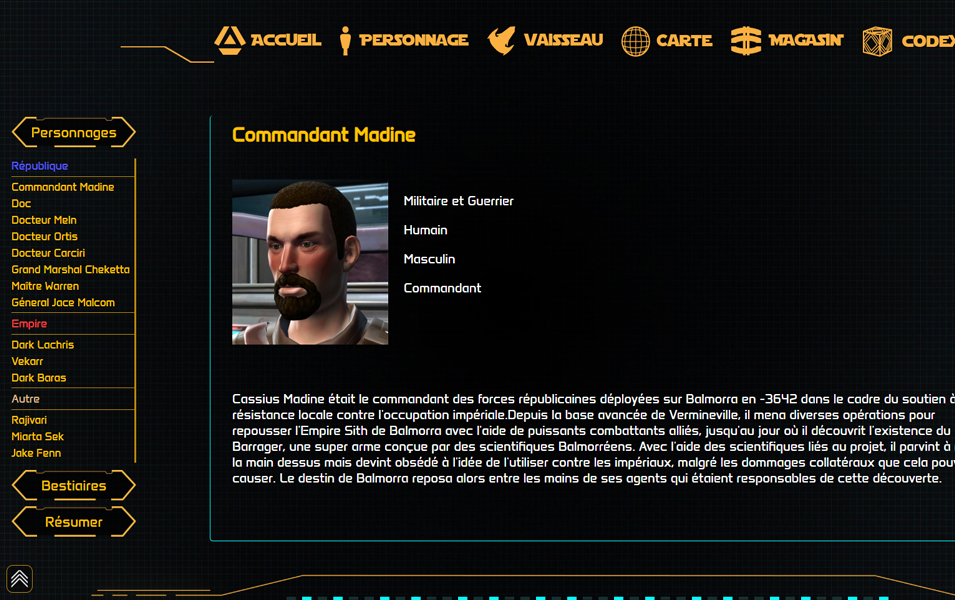 ACCUEIL PERSONNAGE VAISSEAU CARTE MAGASIN CODEX
Personnages
République
Commandant Madine
Doc
Docteur Meln
Docteur Ortis
Docteur Carciri
Grand Marshal Cheketta
Maître Warren
Géneral Jace Malcom
Empire
Dark Lachris
Vekarr
Dark Baras
Autre
Rajivari
Miarta Sek
Jake Fenn
Bestiaires
Résumer
Commandant Madine
Militaire et Guerrier
Humain
Masculin
Commandant
Cassius Madine était le commandant des forces républicaines déployées sur Balmorra en -3642 dans le cadre du soutien à
résistance locale contre l'occupation impériale.Depuis la base avancée de Vermineville, il mena diverses opérations pour
repousser l'Empire Sith de Balmorra avec l'aide de puissants combattants alliés, jusqu'au jour où il découvrit l'existence du
Barrager, une super arme conçue par des scientifiques Balmorréens. Avec l'aide des scientifiques liés au projet, il parvint à
la main dessus mais devint obsédé à l'idée de l'utiliser contre les impériaux, malgré les dommages collatéraux que cela pouv
causer. Le destin de Balmorra reposa alors entre les mains de ses agents qui étaient responsables de cette découverte.